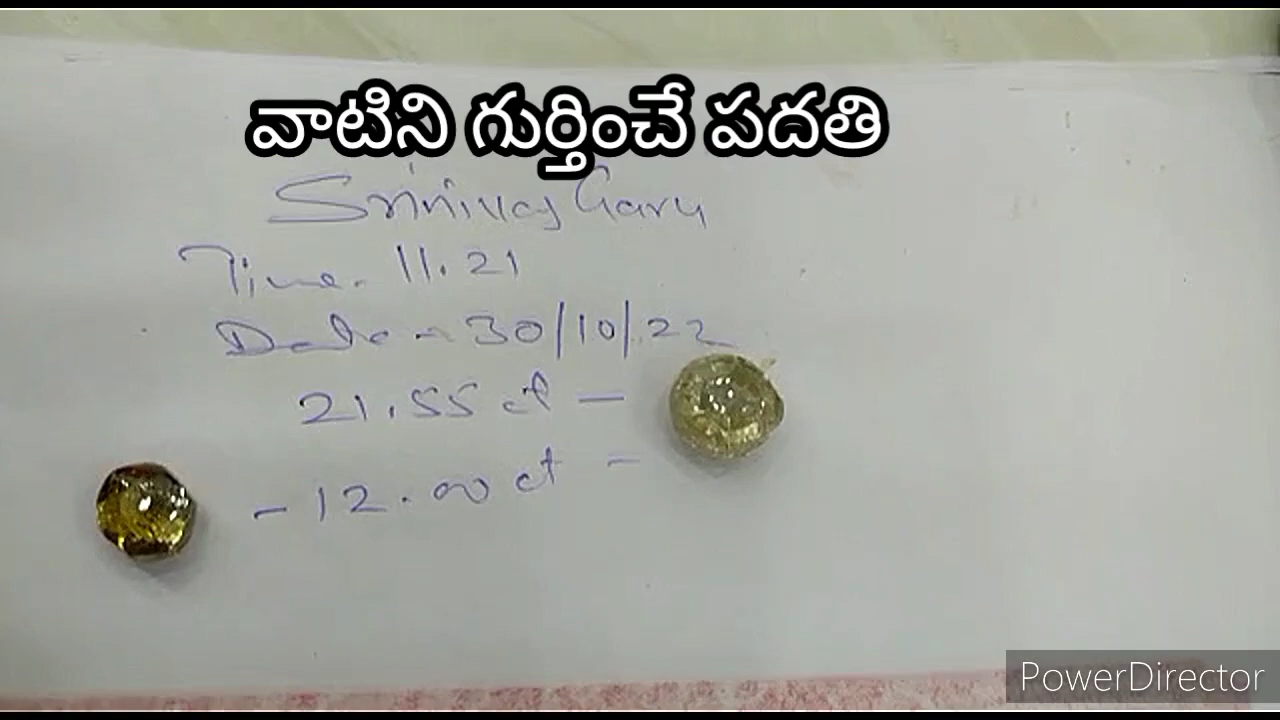 వాటిని గుర్తించే పదతి
Srinivas Garu
Time - 11.21
Date - 30/10/22
21.55 ct -
- 12.00 ct -
PowerDirector